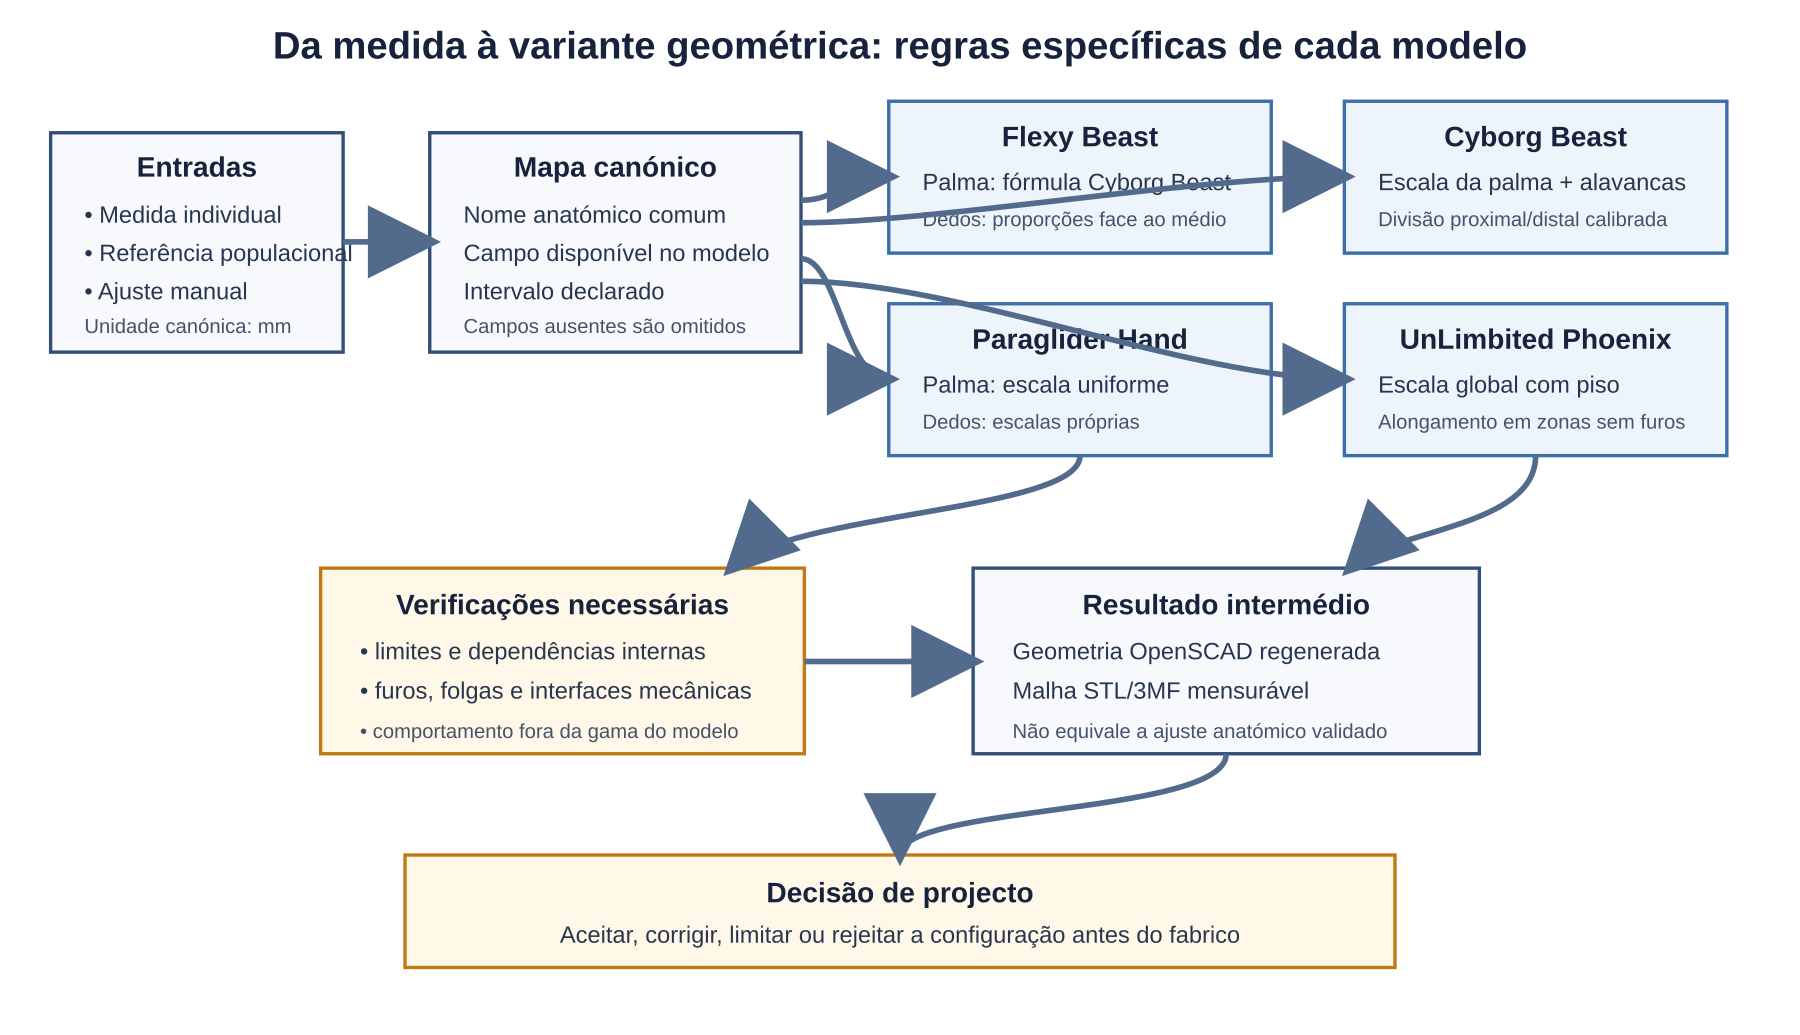 Da medida à variante geométrica: regras específicas de cada modelo
Entradas
• Medida individual
• Referência populacional
• Ajuste manual
Unidade canónica: mm
Mapa canónico
Nome anatómico comum
Campo disponível no modelo
Intervalo declarado
Campos ausentes são omitidos
Flexy Beast
Palma: fórmula Cyborg Beast
Dedos: proporções face ao médio
Cyborg Beast
Escala da palma + alavancas
Divisão proximal/distal calibrada
Paraglider Hand
Palma: escala uniforme
Dedos: escalas próprias
UnLimbited Phoenix
Escala global com piso
Alongamento em zonas sem furos
Verificações necessárias
• limites e dependências internas
• furos, folgas e interfaces mecânicas
• comportamento fora da gama do modelo
Resultado intermédio
Geometria OpenSCAD regenerada
Malha STL/3MF mensurável
Não equivale a ajuste anatómico validado
Decisão de projecto
Aceitar, corrigir, limitar ou rejeitar a configuração antes do fabrico